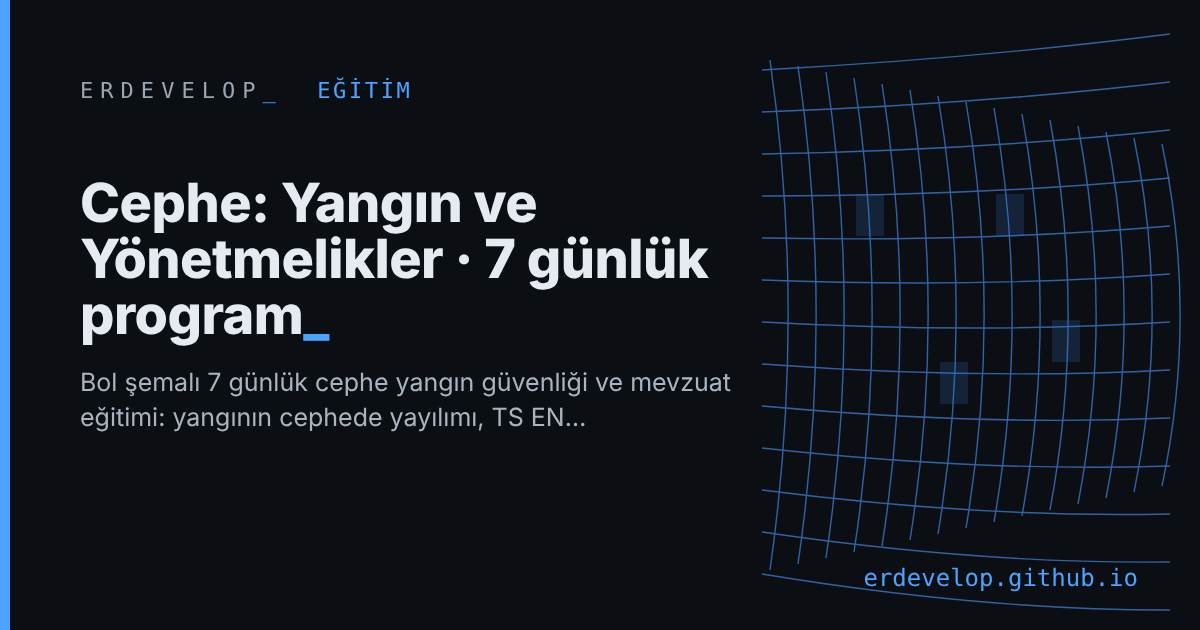 ERDEVELOP_ EĞİTİM
Cephe: Yangın ve
Yönetmelikler · 7 günlük
program_
Bol şemalı 7 günlük cephe yangın güvenliği ve mevzuat
eğitimi: yangının cephede yayılımı, TS EN…
erdevelop.github.io